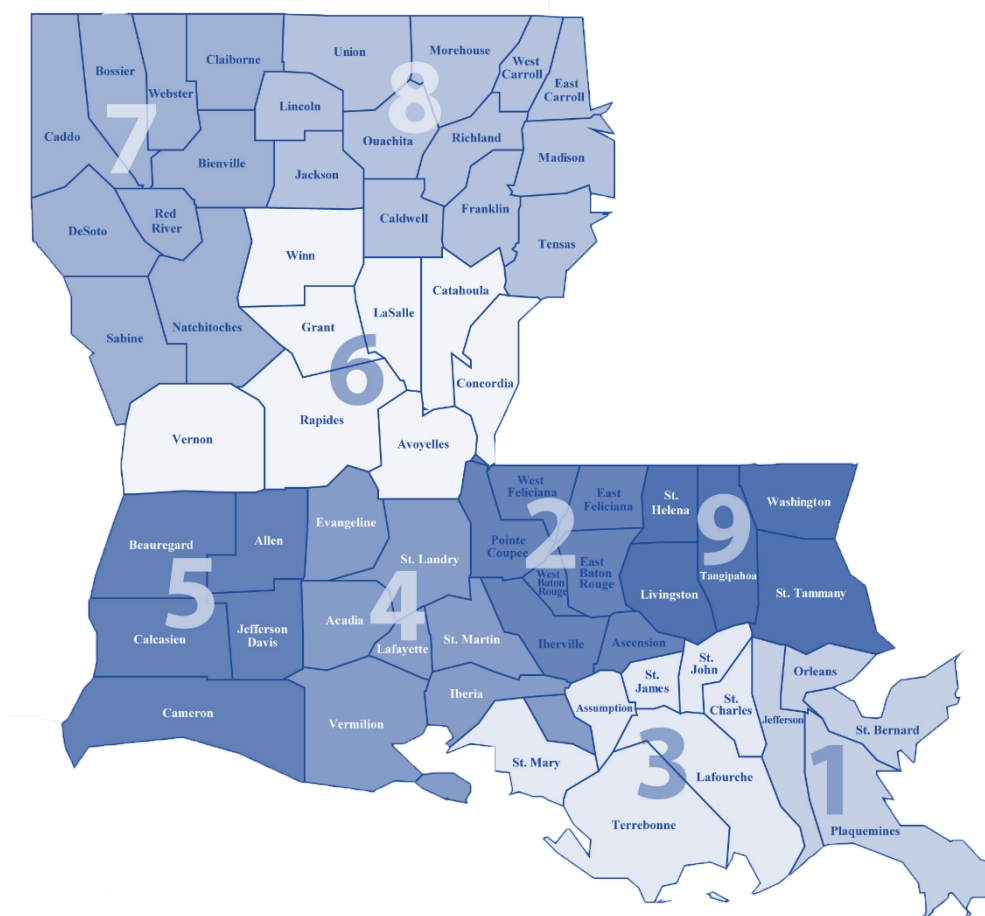 Union
Morehouse
West
Carroll
East
Carroll
Claiborne
Bossier
Webster
7
8
Lincoln
Caddo
Ouachita
Richland
Madison
Bienville
Jackson
Franklin
Caldwell
Red
River
DeSoto
Tensas
Winn
Catahoula
LaSalle
Grant
Natchitoches
Sabine
6
Concordia
Rapides
Vernon
Avoyelles
West
Feliciana
East
Feliciana
St.
Helena
Washington
9
Evangeline
2
Beauregard
Allen
Pointe
Coupee
St. Landry
East
Baton
Rouge
West Baton
Rouge
Tangipahoa
5
4
Livingston
St. Tammany
Acadia
Calcasieu
Jefferson
Davis
St. Martin
Lafayette
Iberville
Ascension
St.
John
Orleans
St.
James
Iberia
Cameron
Vermilion
Assumption
St.
Charles
Jefferson
St. Bernard
St. Mary
3
Lafourche
1
Terrebonne
Plaquemines